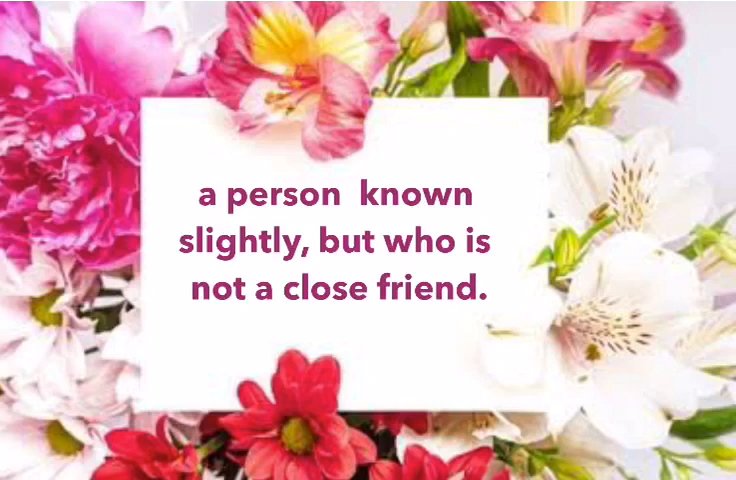 a person known
slightly, but who is
not a close friend.